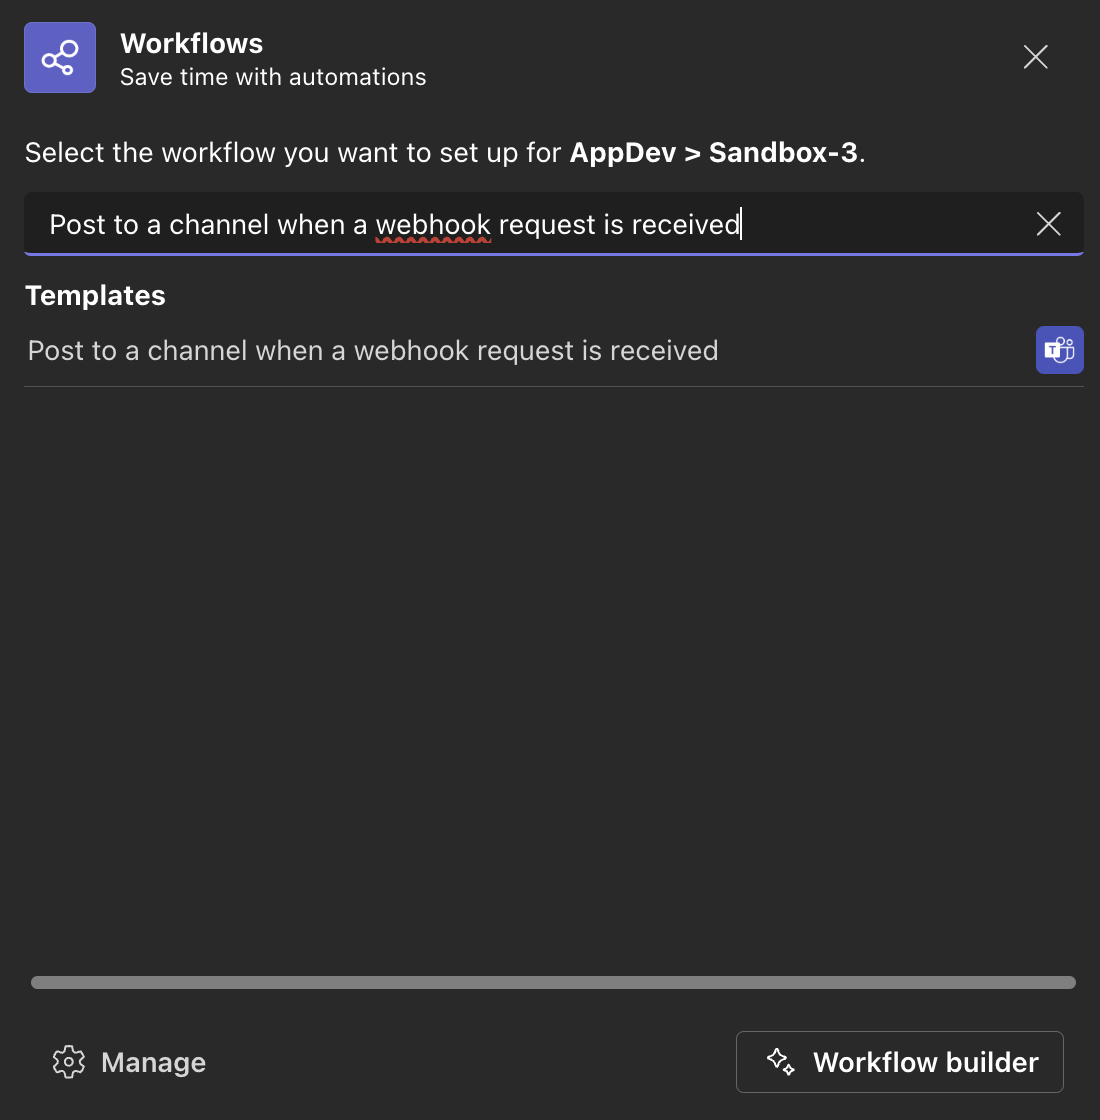 Workflows
Save time with automations
Select the workflow you want to set up for AppDev > Sandbox-3.
Post to a channel when a webhook request is received
Templates
Post to a channel when a webhook request is received
T
Manage
Workflow builder